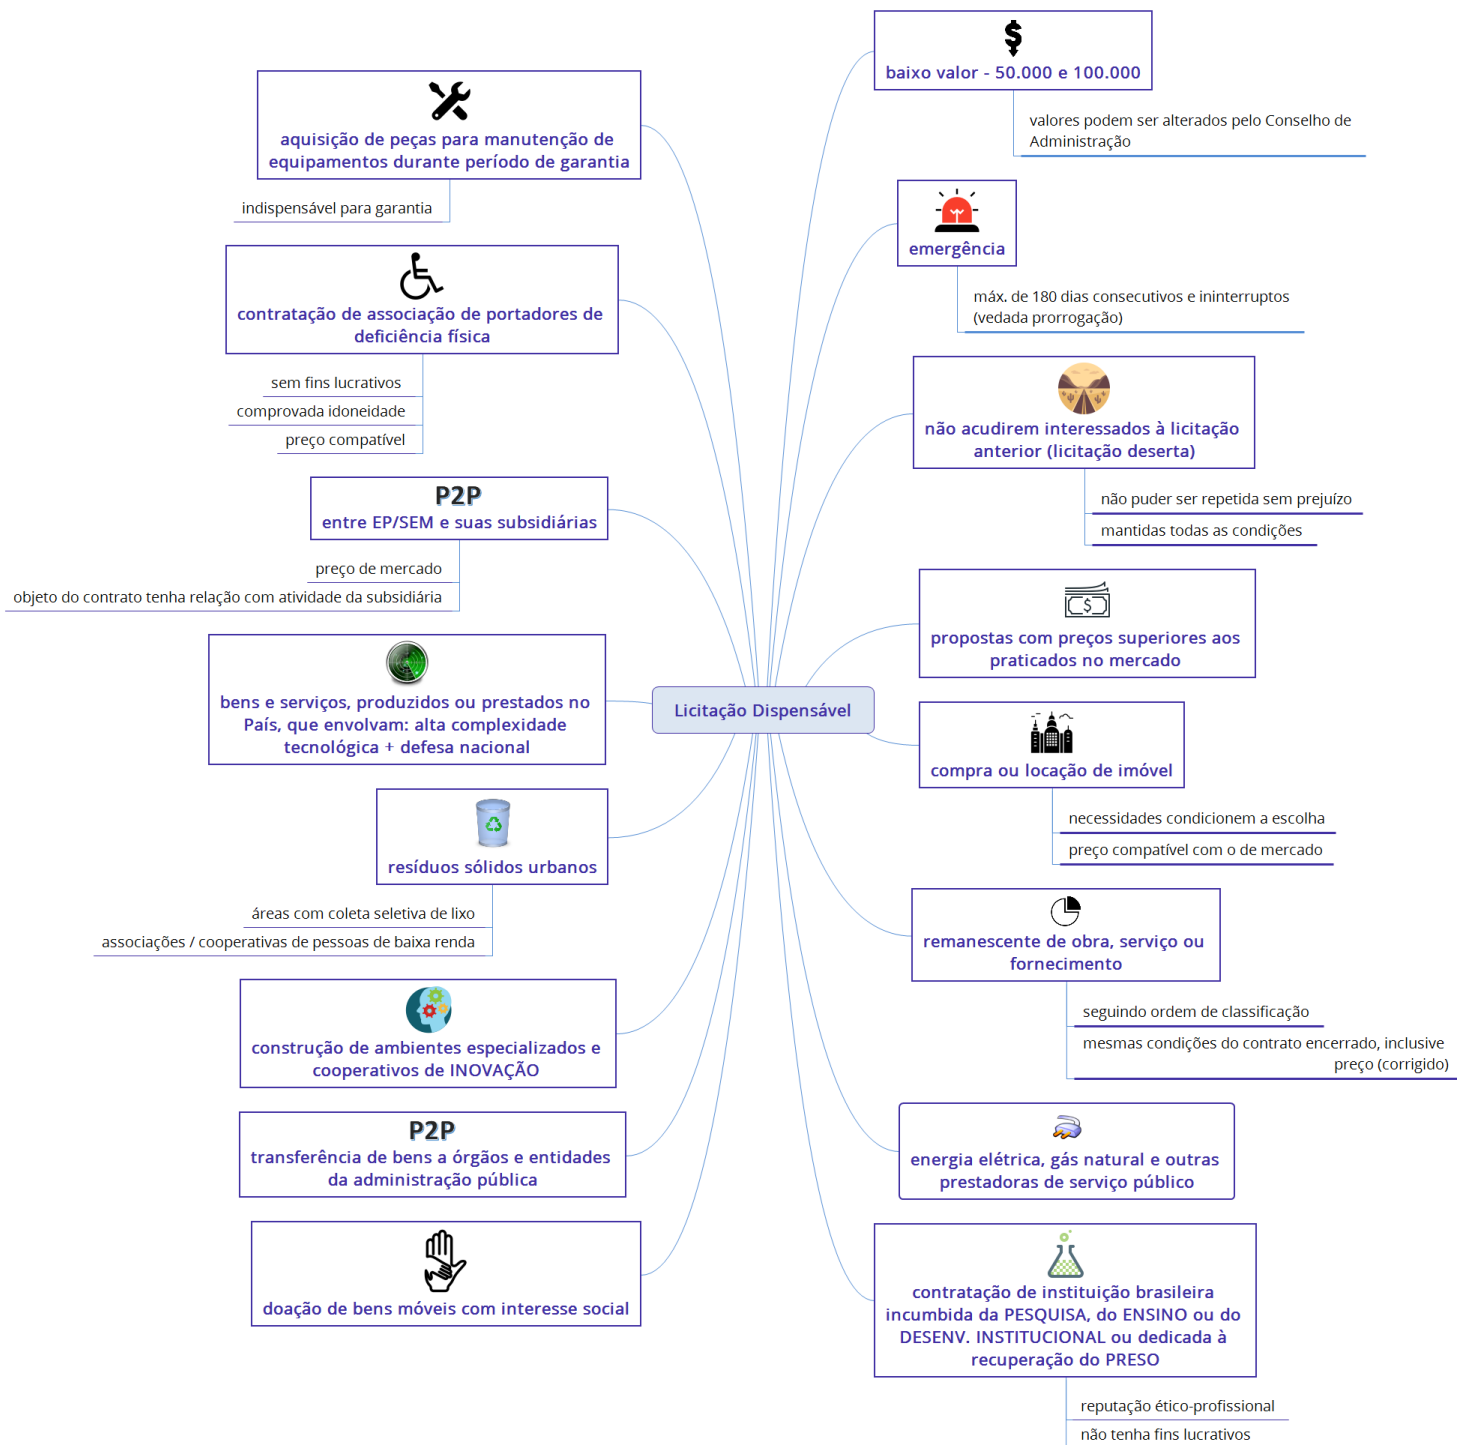 Licitação Dispensável
baixo valor - 50.000 e 100.000
valores podem ser alterados pelo Conselho de
Administração
emergência
máx. de 180 dias consecutivos e ininterruptos
(vedada prorrogação)
não acudirem interessados à licitação
anterior (licitação deserta)
não puder ser repetida sem prejuízo
mantidas todas as condições
propostas com preços superiores aos
praticados no mercado
compra ou locação de imóvel
necessidades condicionem a escolha
preço compatível com o de mercado
remanescente de obra, serviço ou
fornecimento
seguindo ordem de classificação
mesmas condições do contrato encerrado, inclusive
preço (corrigido)
energia elétrica, gás natural e outras
prestadoras de serviço público
contratação de instituição brasileira
incumbida da PESQUISA, do ENSINO ou do
DESENV. INSTITUCIONAL ou dedicada à
recuperação do PRESO
reputação ético-profissional
não tenha fins lucrativos
aquisição de peças para manutenção de
equipamentos durante período de garantia
indispensável para garantia
contratação de associação de portadores de
deficiência física
sem fins lucrativos
comprovada idoneidade
preço compatível
P2P
entre EP/SEM e suas subsidiárias
preço de mercado
objeto do contrato tenha relação com atividade da subsidiária
bens e serviços, produzidos ou prestados no
País, que envolvam: alta complexidade
tecnológica + defesa nacional
resíduos sólidos urbanos
áreas com coleta seletiva de lixo
associações / cooperativas de pessoas de baixa renda
construção de ambientes especializados e
cooperativos de INOVAÇÃO
P2P
transferência de bens a órgãos e entidades
da administração pública
doação de bens móveis com interesse social